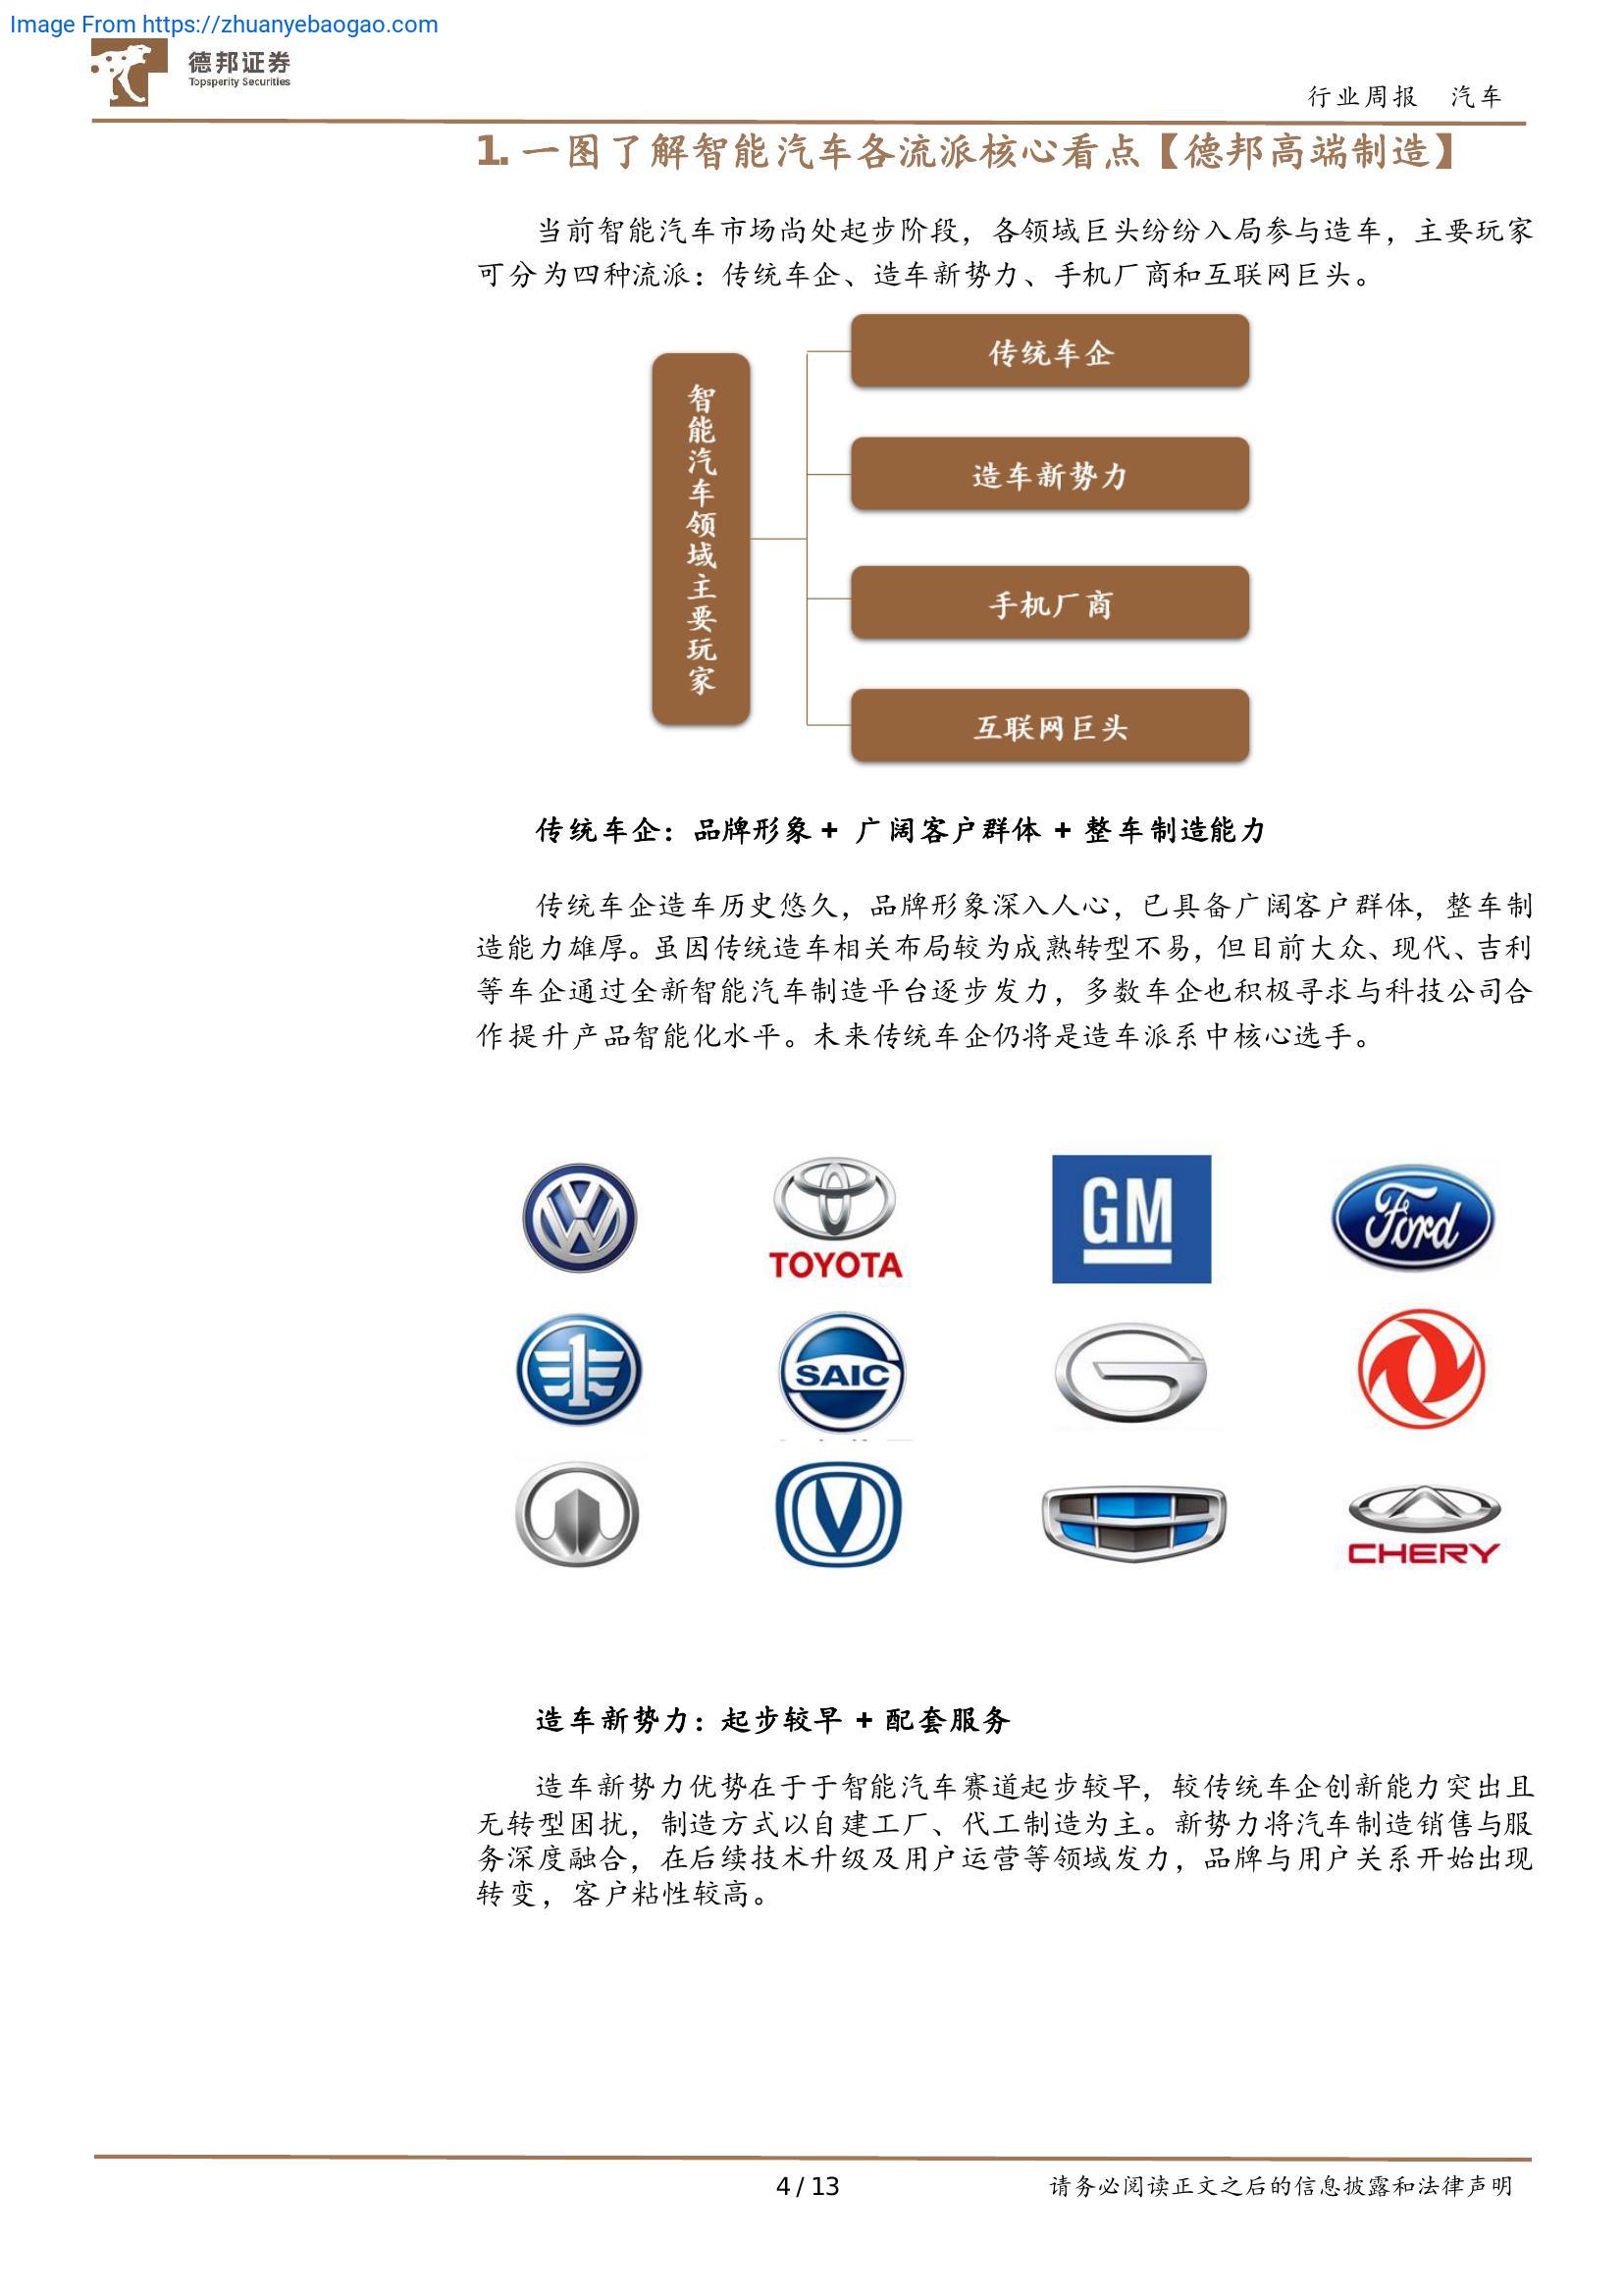 Image From https://zhuanyebaogao.com
德邦证券
Topsperity Securities
行业周报 汽车
1. 一图了解智能汽车各流派核心看点【德邦高端制造】
当前智能汽车市场尚处起步阶段，各领域巨头纷纷入局参与造车，主要玩家
可分为四种流派：传统车企、造车新势力、手机厂商和互联网巨头。
智能汽车领域主要玩家
传统车企
造车新势力
手机厂商
互联网巨头
传统车企：品牌形象 + 广阔客户群体 + 整车制造能力
传统车企造车历史悠久，品牌形象深入人心，已具备广阔客户群体，整车制
造能力雄厚。虽因传统造车相关布局较为成熟转型不易，但目前大众、现代、吉利
等车企通过全新智能汽车制造平台逐步发力，多数车企也积极寻求与科技公司合
作提升产品智能化水平。未来传统车企仍将是造车派系中核心选手。
TOYOTA
GM
Ford
SAIC
CHERY
造车新势力：起步较早 + 配套服务
造车新势力优势在于于智能汽车赛道起步较早，较传统车企创新能力突出且
无转型困扰，制造方式以自建工厂、代工制造为主。新势力将汽车制造销售与服
务深度融合，在后续技术升级及用户运营等领域发力，品牌与用户关系开始出现
转变，客户粘性较高。
4 / 13
请务必阅读正文之后的信息披露和法律声明